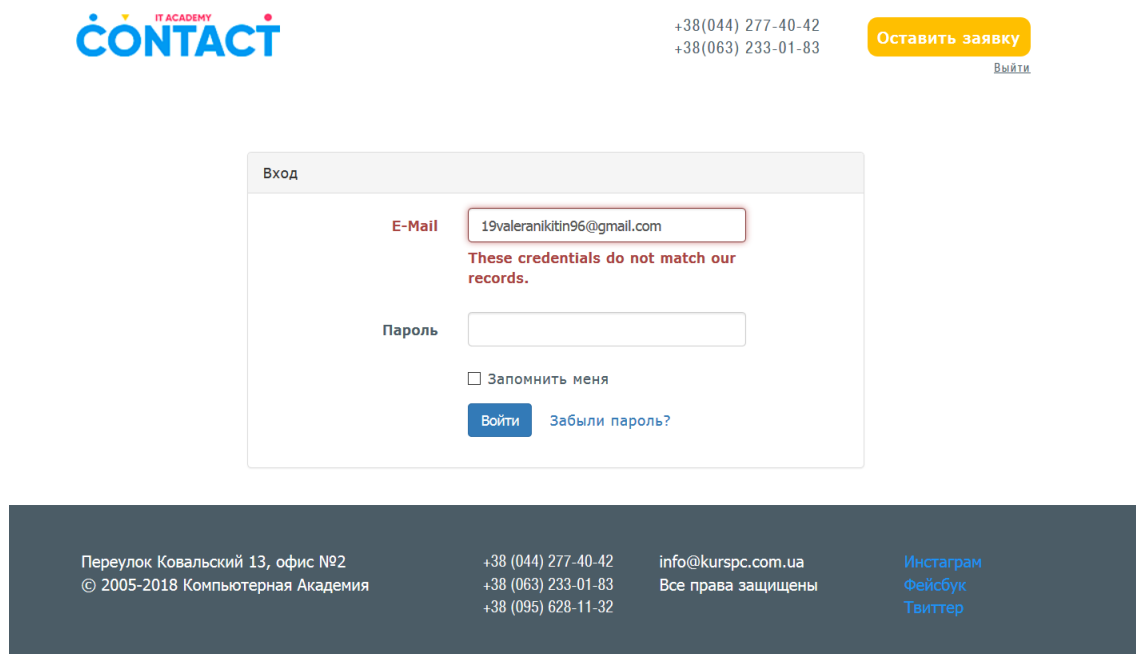 IT ACADEMY
CONTACT
+38(044) 277-40-42
+38(063) 233-01-83
Оставить заявку
Выйти
Вход
E-Mail
19valeranikitin96@gmail.com
These credentials do not match our
records.
Пароль
Запомнить меня
Войти
Забыли пароль?
Переулок Ковальский 13, офис №2
© 2005-2018 Компьютерная Академия
+38 (044) 277-40-42
+38 (063) 233-01-83
+38 (095) 628-11-32
info@kurspc.com.ua
Все права защищены
Инстаграм
Фейсбук
Твиттер